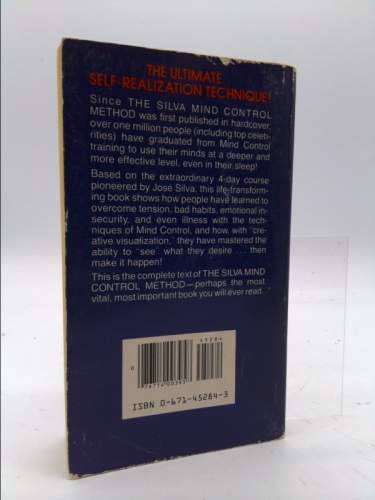 THE ULTIMATE
SELF-REALIZATION TECHNIQUE!
Since THE SILVA MIND CONTROL
METHOD was first published in hardcover,
over one million people (including top celeb-
rities) have graduated from Mind Control
training to use their minds at a deeper and
more effective level, even in their sleep!
Based on the extraordinary 4-day course
pioneered by Jose Silva, this life-transform-
ing book shows how people have learned to
overcome tension, bad habits, emotional in-
security, and even illness with the tech-
niques of Mind Control, and how, with "cre-
ative visualization," they have mastered the
ability to "see" what they desire ... then
make it happen!
This is the complete text of THE SILVA MIND
CONTROL METHOD—perhaps the most
vital, most important book you will ever read.
45284
0
76714 00395
ISBN 0-671-45284-3